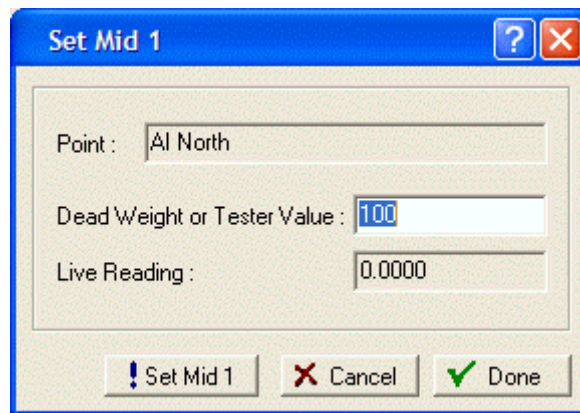 Set Mid 1
Point : AI North
Dead Weight or Tester Value : 100
Live Reading : 0.0000
! Set Mid 1 Cancel Done